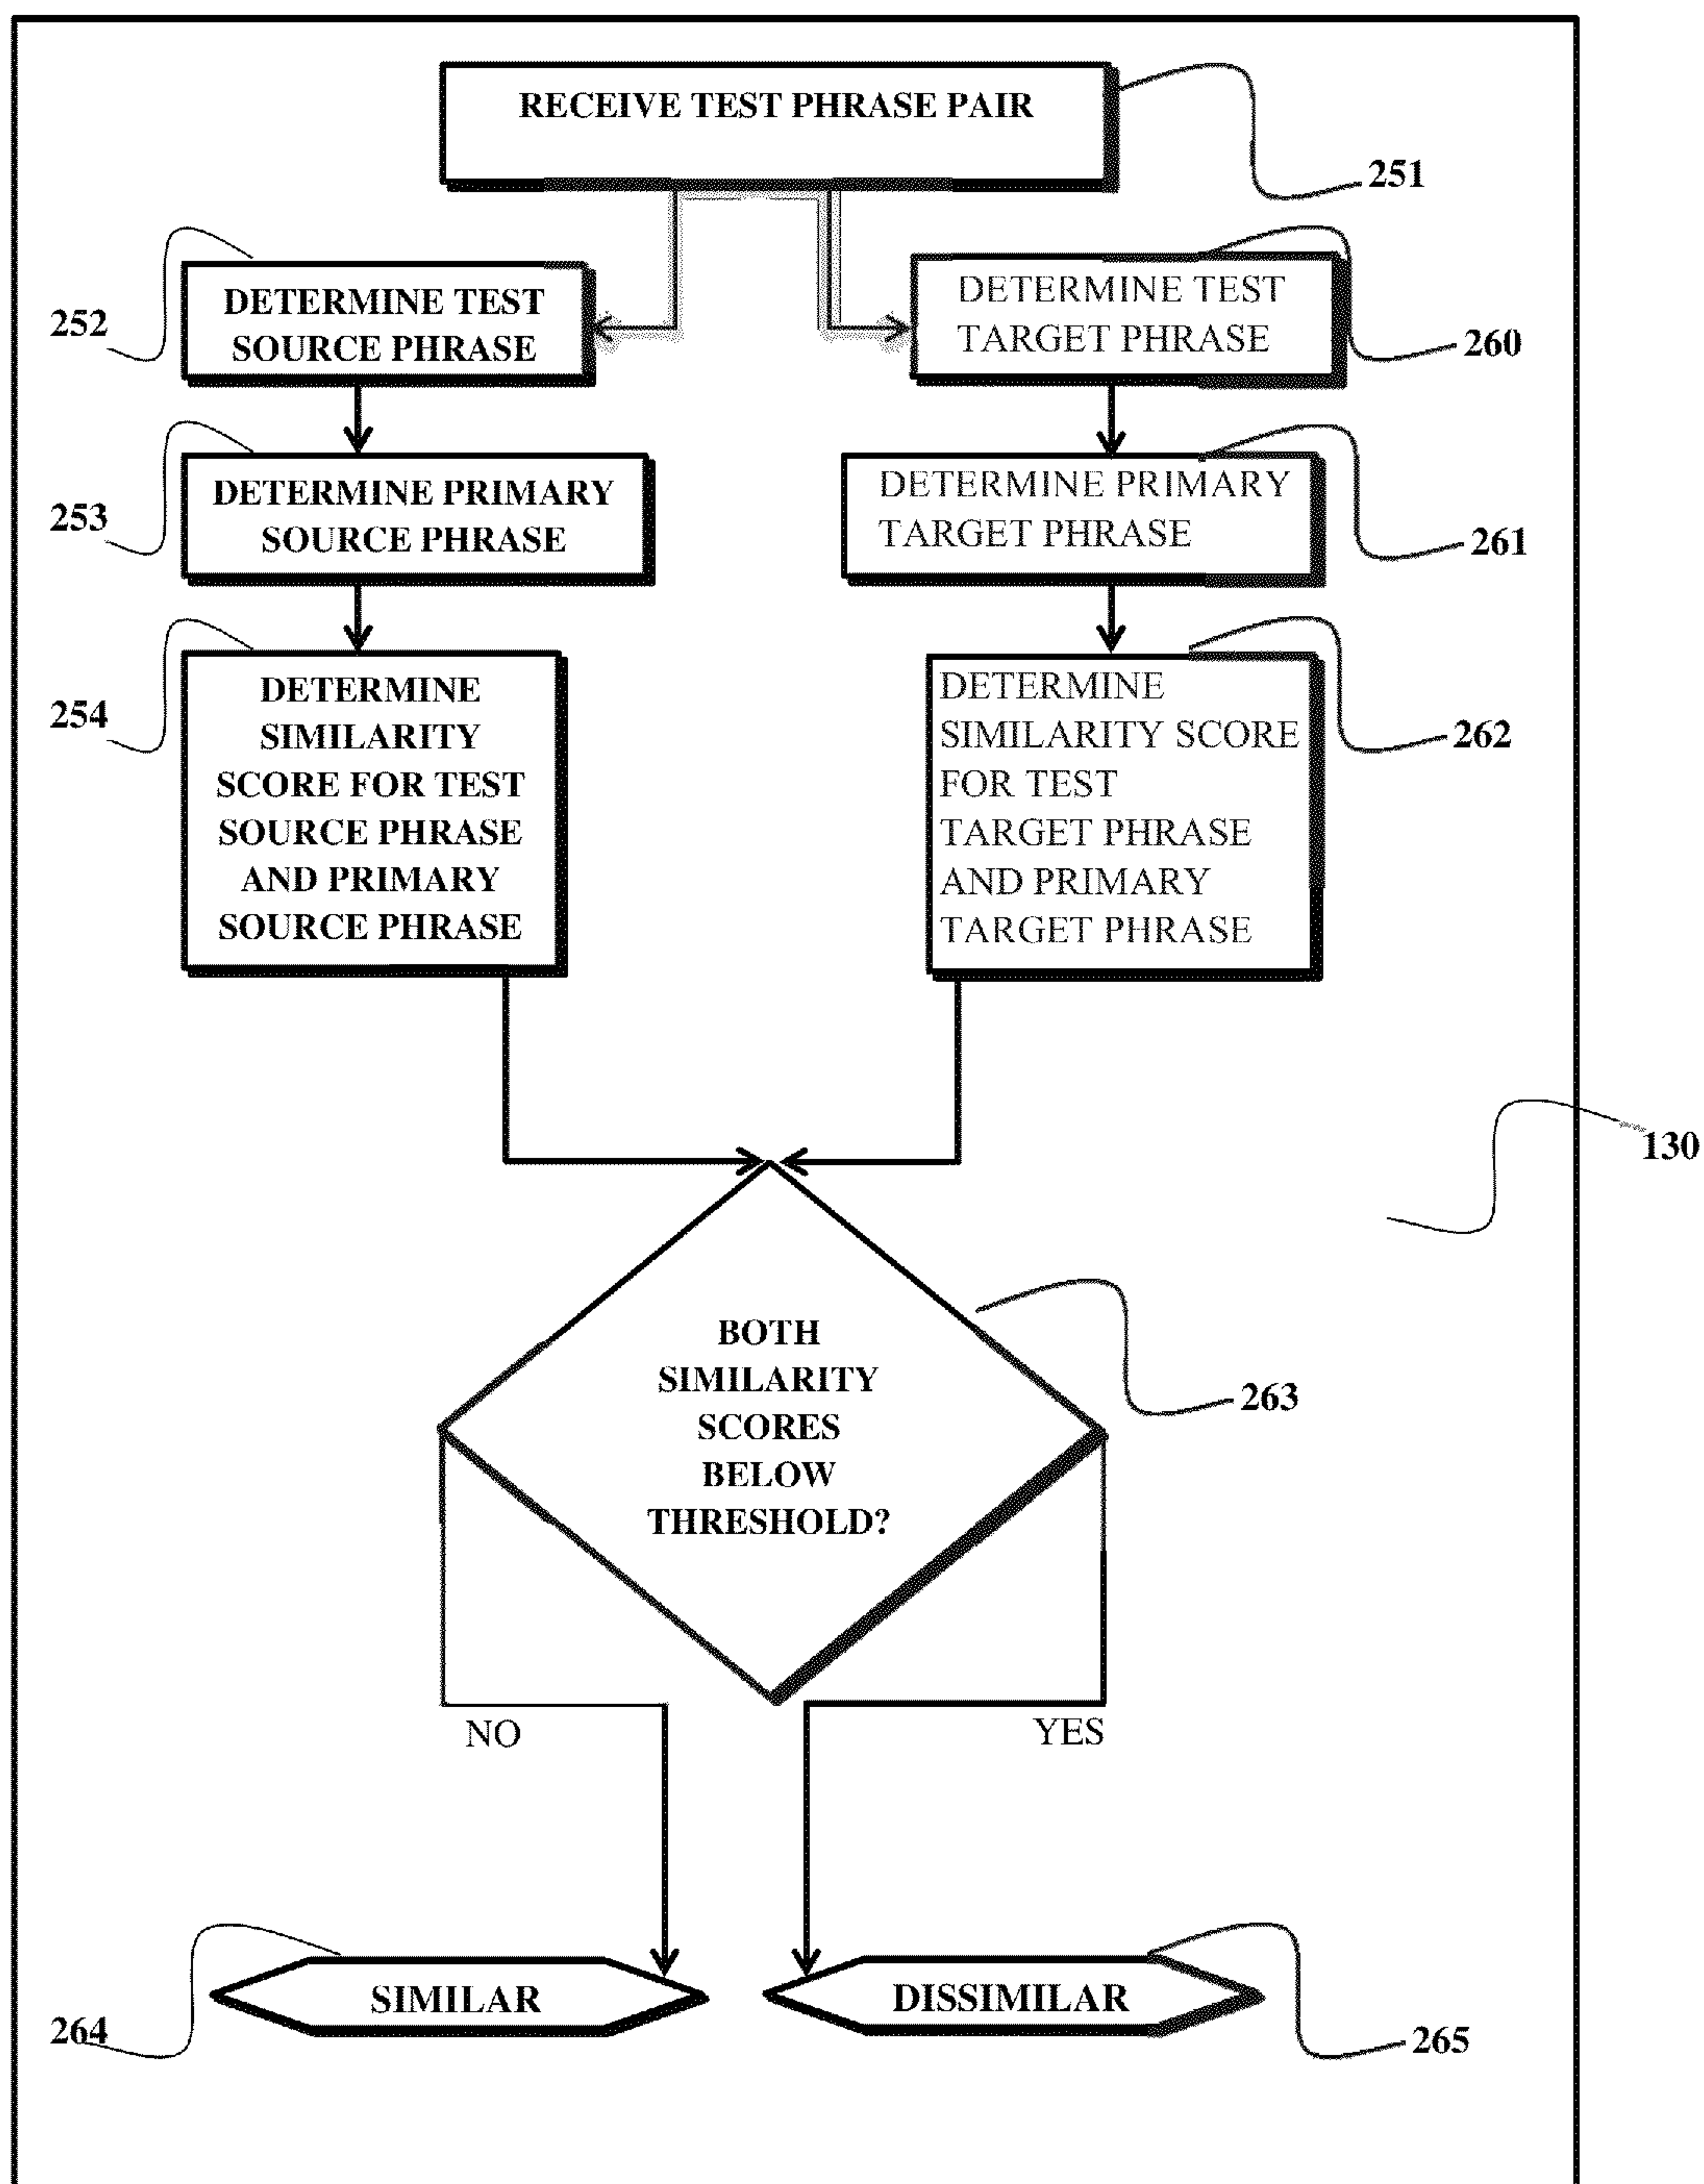 RECEIVE TEST PHRASE PAIR
251
252
DETERMINE TEST
SOURCE PHRASE
DETERMINE TEST
TARGET PHRASE
260
253
DETERMINE PRIMARY
SOURCE PHRASE
DETERMINE PRIMARY
TARGET PHRASE
261
254
DETERMINE
SIMILARITY
SCORE FOR TEST
SOURCE PHRASE
AND PRIMARY
SOURCE PHRASE
DETERMINE
SIMILARITY SCORE
FOR TEST
TARGET PHRASE
AND PRIMARY
TARGET PHRASE
262
130
BOTH
SIMILARITY
SCORES
BELOW
THRESHOLD?
263
NO
YES
264
SIMILAR
DISSIMILAR
265